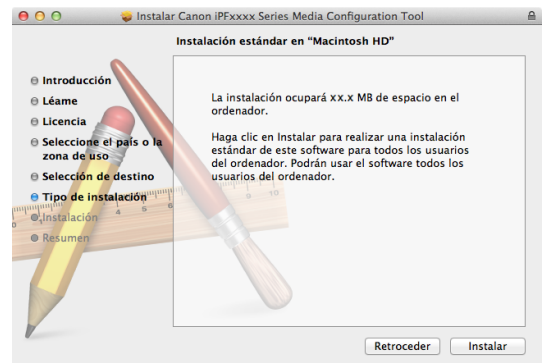 Instalar Canon iPFxxxx Series Media Configuration Tool
Instalación estándar en “Macintosh HD”
Introducción
Léame
Licencia
Seleccione el país o la
zona de uso
Selección de destino
Tipo de instalación
Instalación
Resumen
La instalación ocupará xx.x MB de espacio en el
ordenador.
Haga clic en Instalar para realizar una instalación
estándar de este software para todos los usuarios
del ordenador. Podrán usar el software todos los
usuarios del ordenador.
Retroceder
Instalar